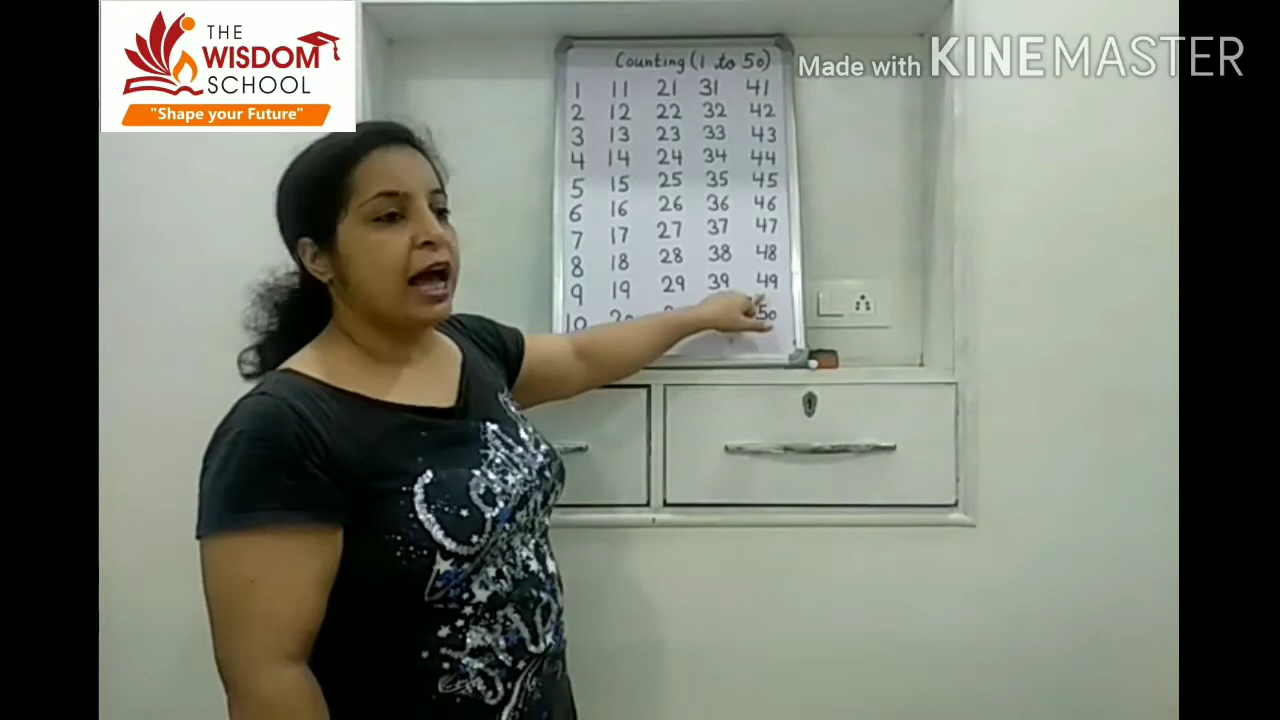 THE
WISDOM
SCHOOL
"Shape your Future"
Made with KINEMASTER
Counting (1 to 50)
1 11 21 31 41
2 12 22 32 42
3 13 23 33 43
4 14 24 34 44
5 15 25 35 45
6 16 26 36 46
7 17 27 37 47
8 18 28 38 48
9 19 29 39 49
10 20 50